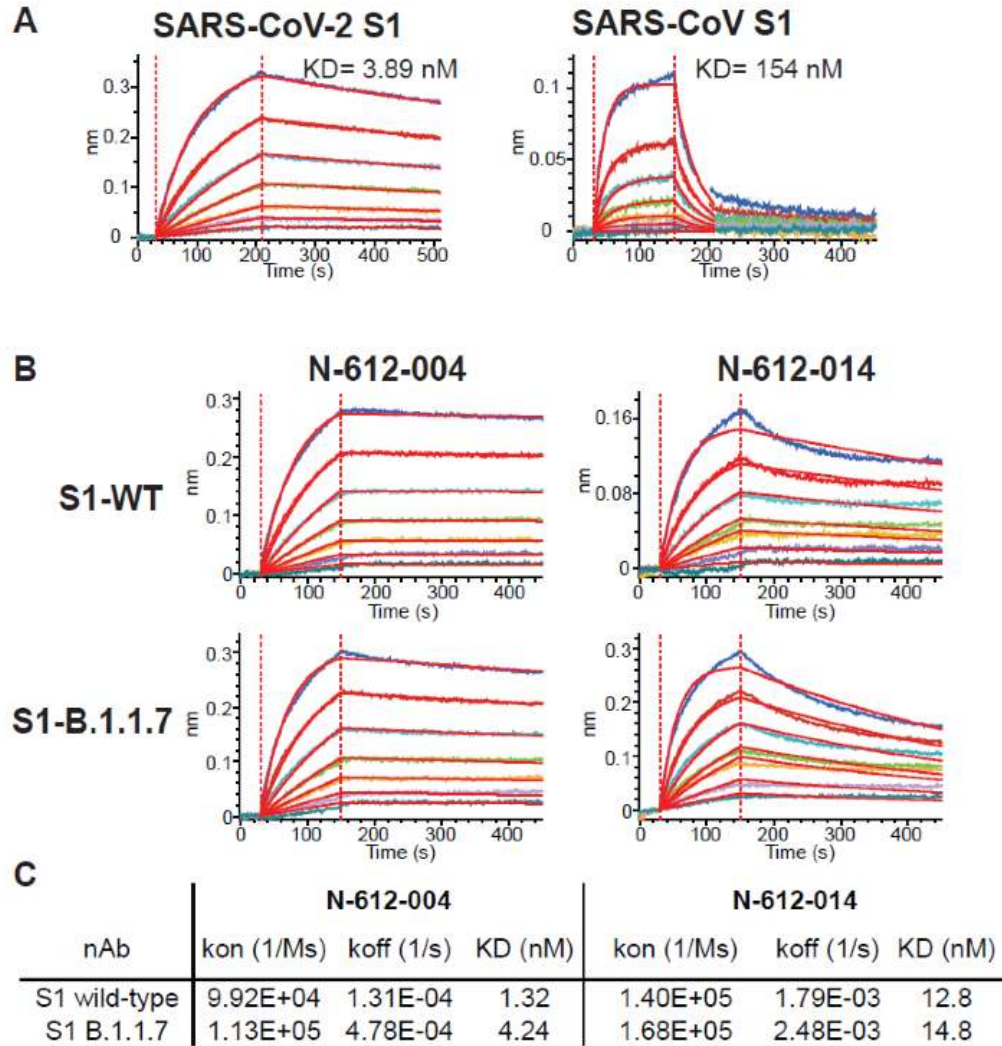 A
SARS-CoV-2 S1
SARS-CoV S1
KD= 3.89 nM
KD= 154 nM
nm
0.3
0.2
0.1
0
0 100 200 300 400 500
Time (s)
nm
0.1
0.05
0
0 100 200 300 400
Time (s)
B
N-612-004
N-612-014
S1-WT
nm
0.3
0.2
0.1
0
0 100 200 300 400
Time (s)
nm
0.16
0.08
0
0 100 200 300 400
Time (s)
S1-B.1.1.7
nm
0.3
0.2
0.1
0
0 100 200 300 400
Time (s)
nm
0.3
0.2
0.1
0
0 100 200 300 400
Time (s)
C
N-612-004 N-612-014
nAb kon (1/Ms) koff (1/s) KD (nM) kon (1/Ms) koff (1/s) KD (nM)
S1 wild-type 9.92E+04 1.31E-04 1.32 1.40E+05 1.79E-03 12.8
S1 B.1.1.7 1.13E+05 4.78E-04 4.24 1.68E+05 2.48E-03 14.8